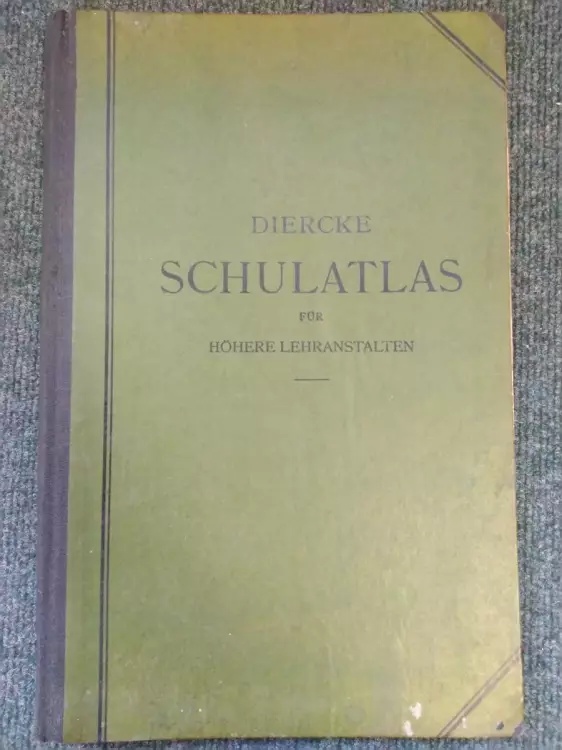 DIERCKE
SCHULATLAS
FÜR
HÖHERE LEHRANSTALTEN